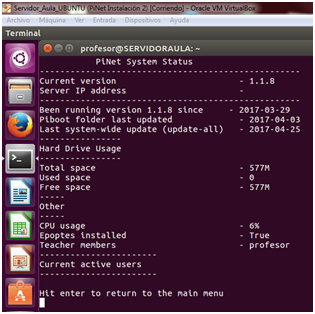 Servidor_Aula_UBUNTU (PiNet Instalación 2) [Corriendo] - Oracle VM VirtualBox
Archivo Máquina Ver Entrada Dispositivos Ayuda
Terminal
profesor@SERVIDORAULA: ~
PiNet System Status
----------------------------------------------------
Current version - 1.1.8
Server IP address -
----------------------------------------------------
Been running version 1.1.8 since - 2017-03-29
Piboot folder last updated - 2017-04-03
Last system-wide update (update-all) - 2017-04-25
----------------
Hard Drive Usage
----------------
Total space - 577M
Used space - 0
Free space - 577M
-----
Other
-----
CPU usage - 6%
Epoptes installed - True
Teacher members - profesor
-----------------------
Current active users
-----------------------
Hit enter to return to the main menu